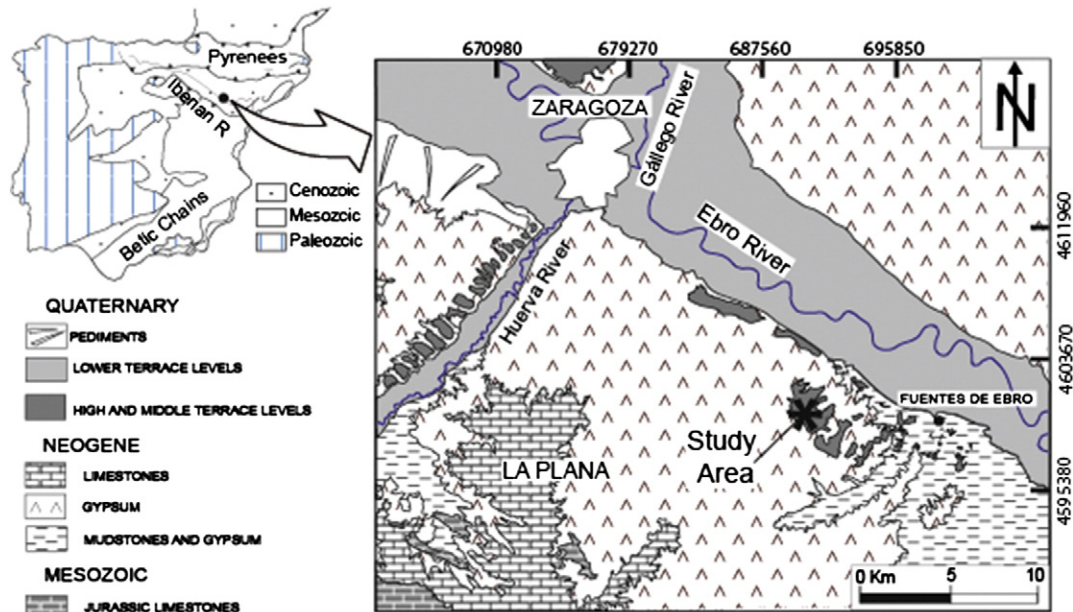 Pyrenees
Iberian R
Betic Chains
Cenozoic
Mesozoic
Paleozoic
QUATERNARY
PEDIMENTS
LOWER TERRACE LEVELS
HIGH AND MIDDLE TERRACE LEVELS
NEOGENE
LIMESTONES
GYPSUM
MUDSTONES AND GYPSUM
MESOZOIC
JURASSIC LIMESTONES
670980 679270 687560 695850
N
ZARAGOZA
Gállego River
Ebro River
Huerva River
4611960
4603670
4595380
FUENTES DE EBRO
Study
Area
LA PLANA
0 Km 5 10